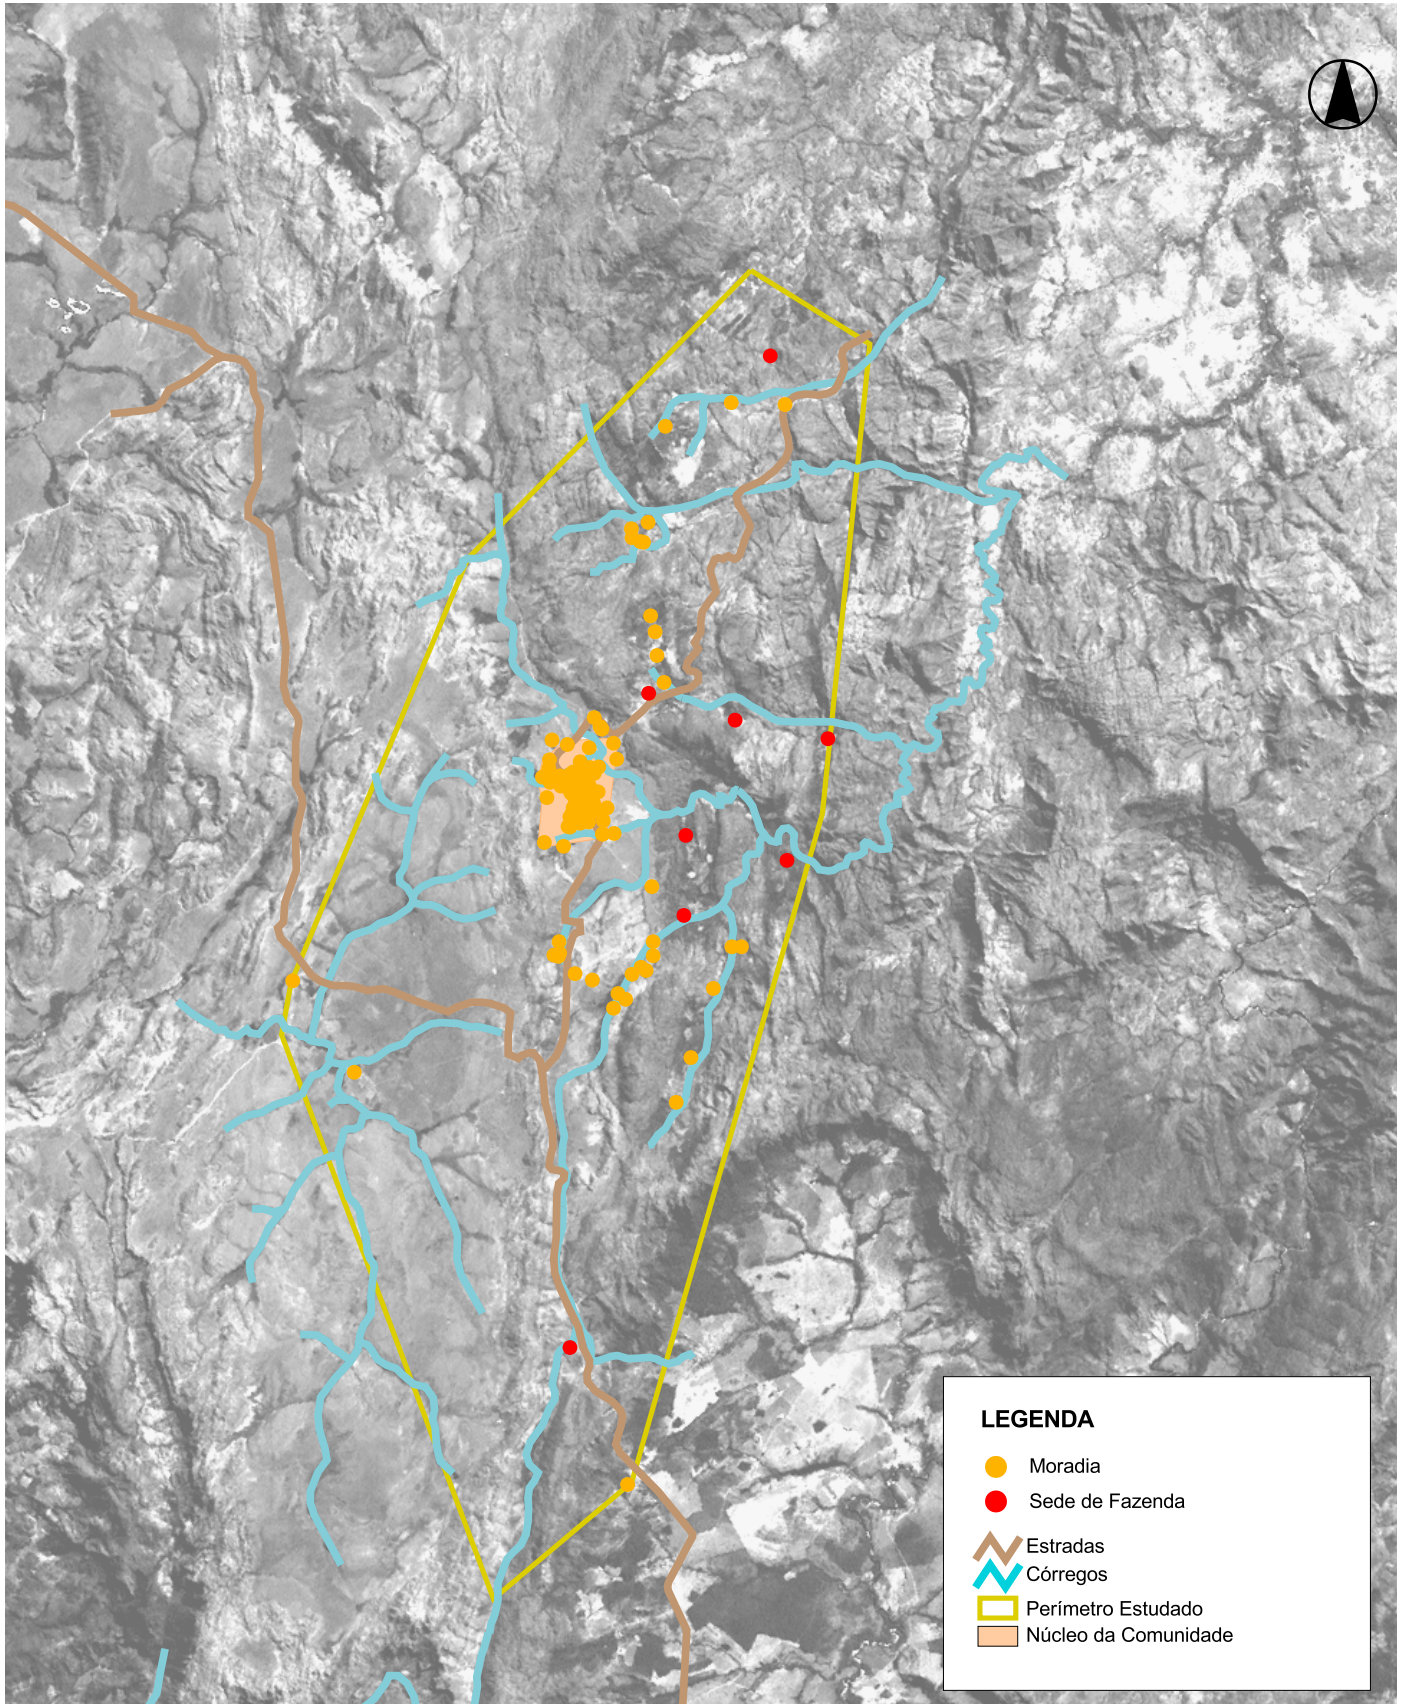 LEGENDA
Moradia
Sede de Fazenda
Estradas
Córregos
Perímetro Estudado
Núcleo da Comunidade